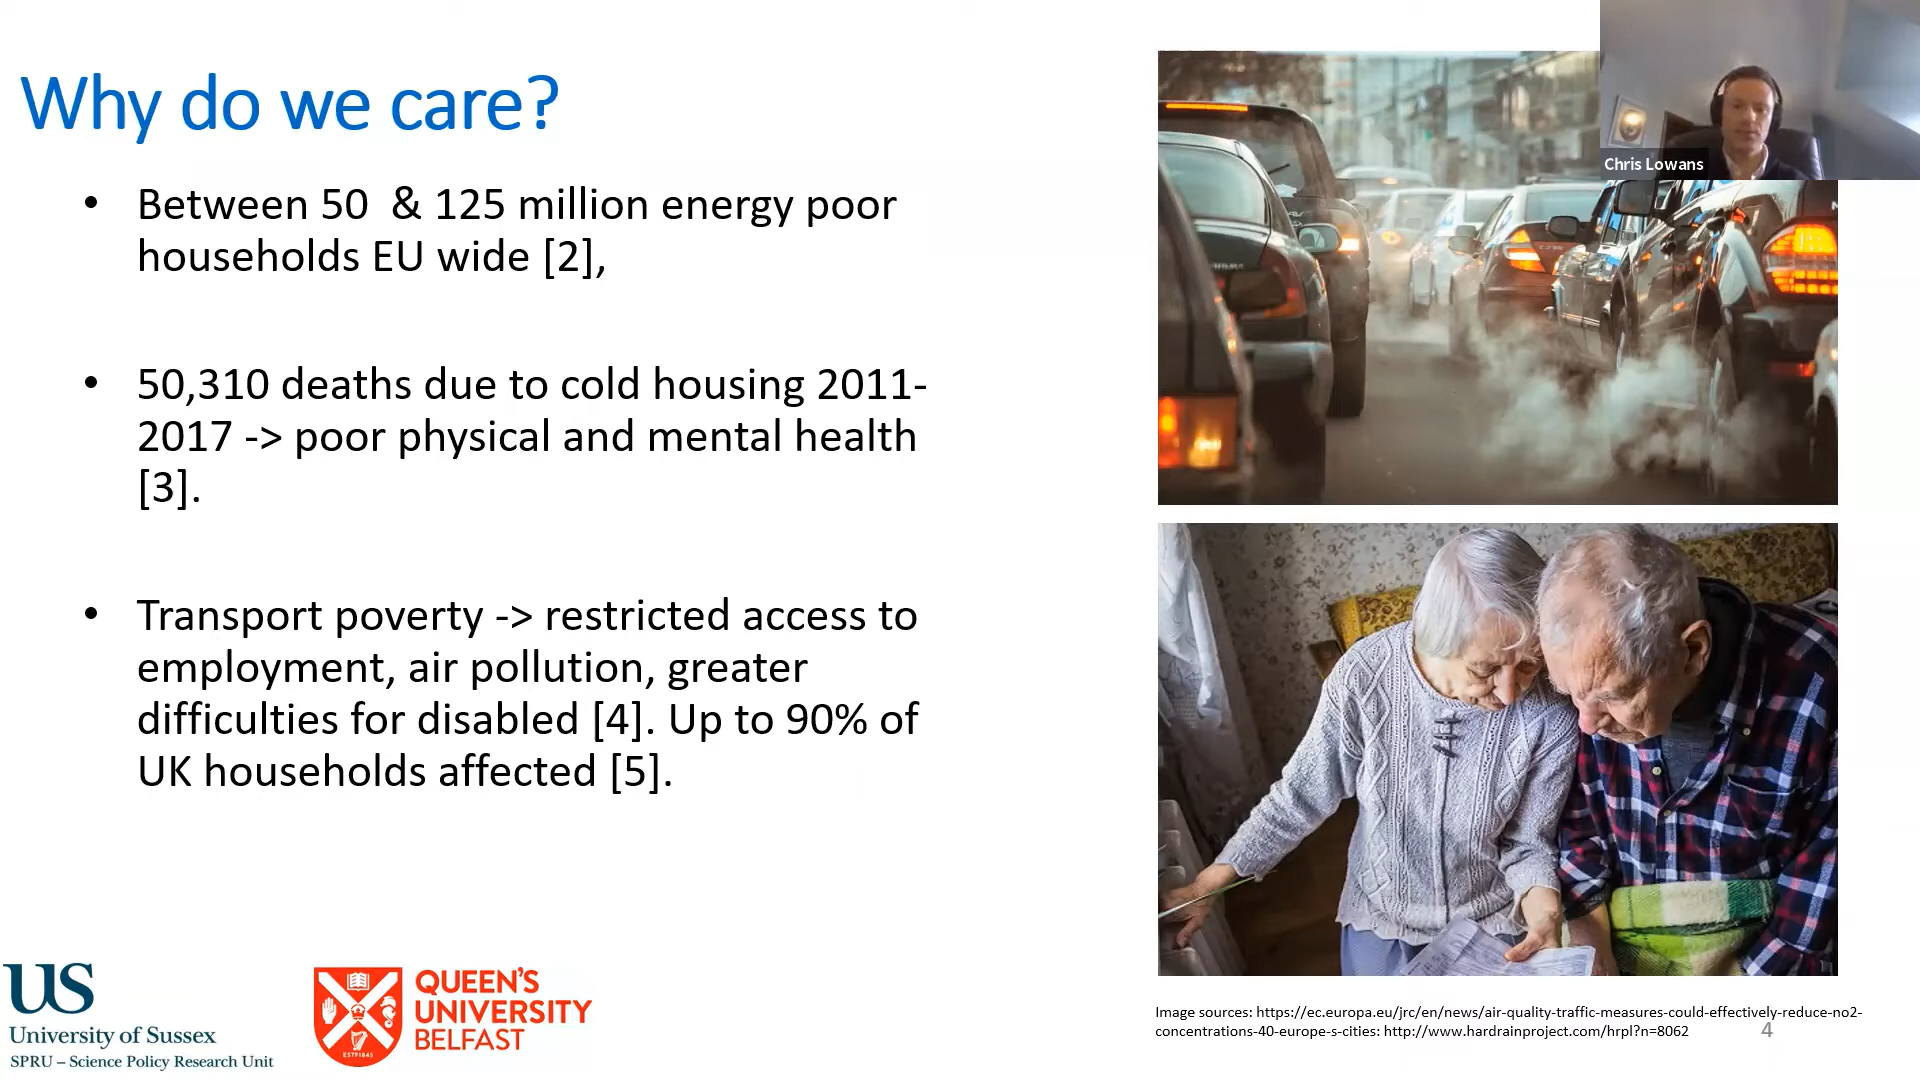 Why do we care?
Chris Lowans
• Between 50  & 125 million energy poor
households EU wide [2],
• 50,310 deaths due to cold housing 2011-
2017 -> poor physical and mental health
[3].
• Transport poverty -> restricted access to
employment, air pollution, greater
difficulties for disabled [4]. Up to 90% of
UK households affected [5].
US
University of Sussex
SPRU – Science Policy Research Unit
QUEEN'S
UNIVERSITY
BELFAST
ESTD1845
Image sources: https://ec.europa.eu/jrc/en/news/air-quality-traffic-measures-could-effectively-reduce-no2-
concentrations-40-europe-s-cities: http://www.hardrainproject.com/hrpl?n=8062
4